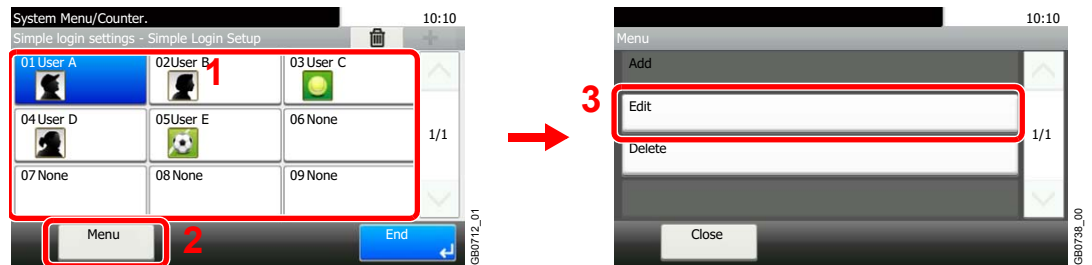 System Menu/Counter.
10:10
Simple login settings - Simple Login Setup
01 User A
02User B
03 User C
1
04 User D
05User E
06 None
1/1
07 None
08 None
09 None
Menu
2
End
GB0712_01
10:10
Menu
Add
3
Edit
1/1
Delete
Close
GB0738_00